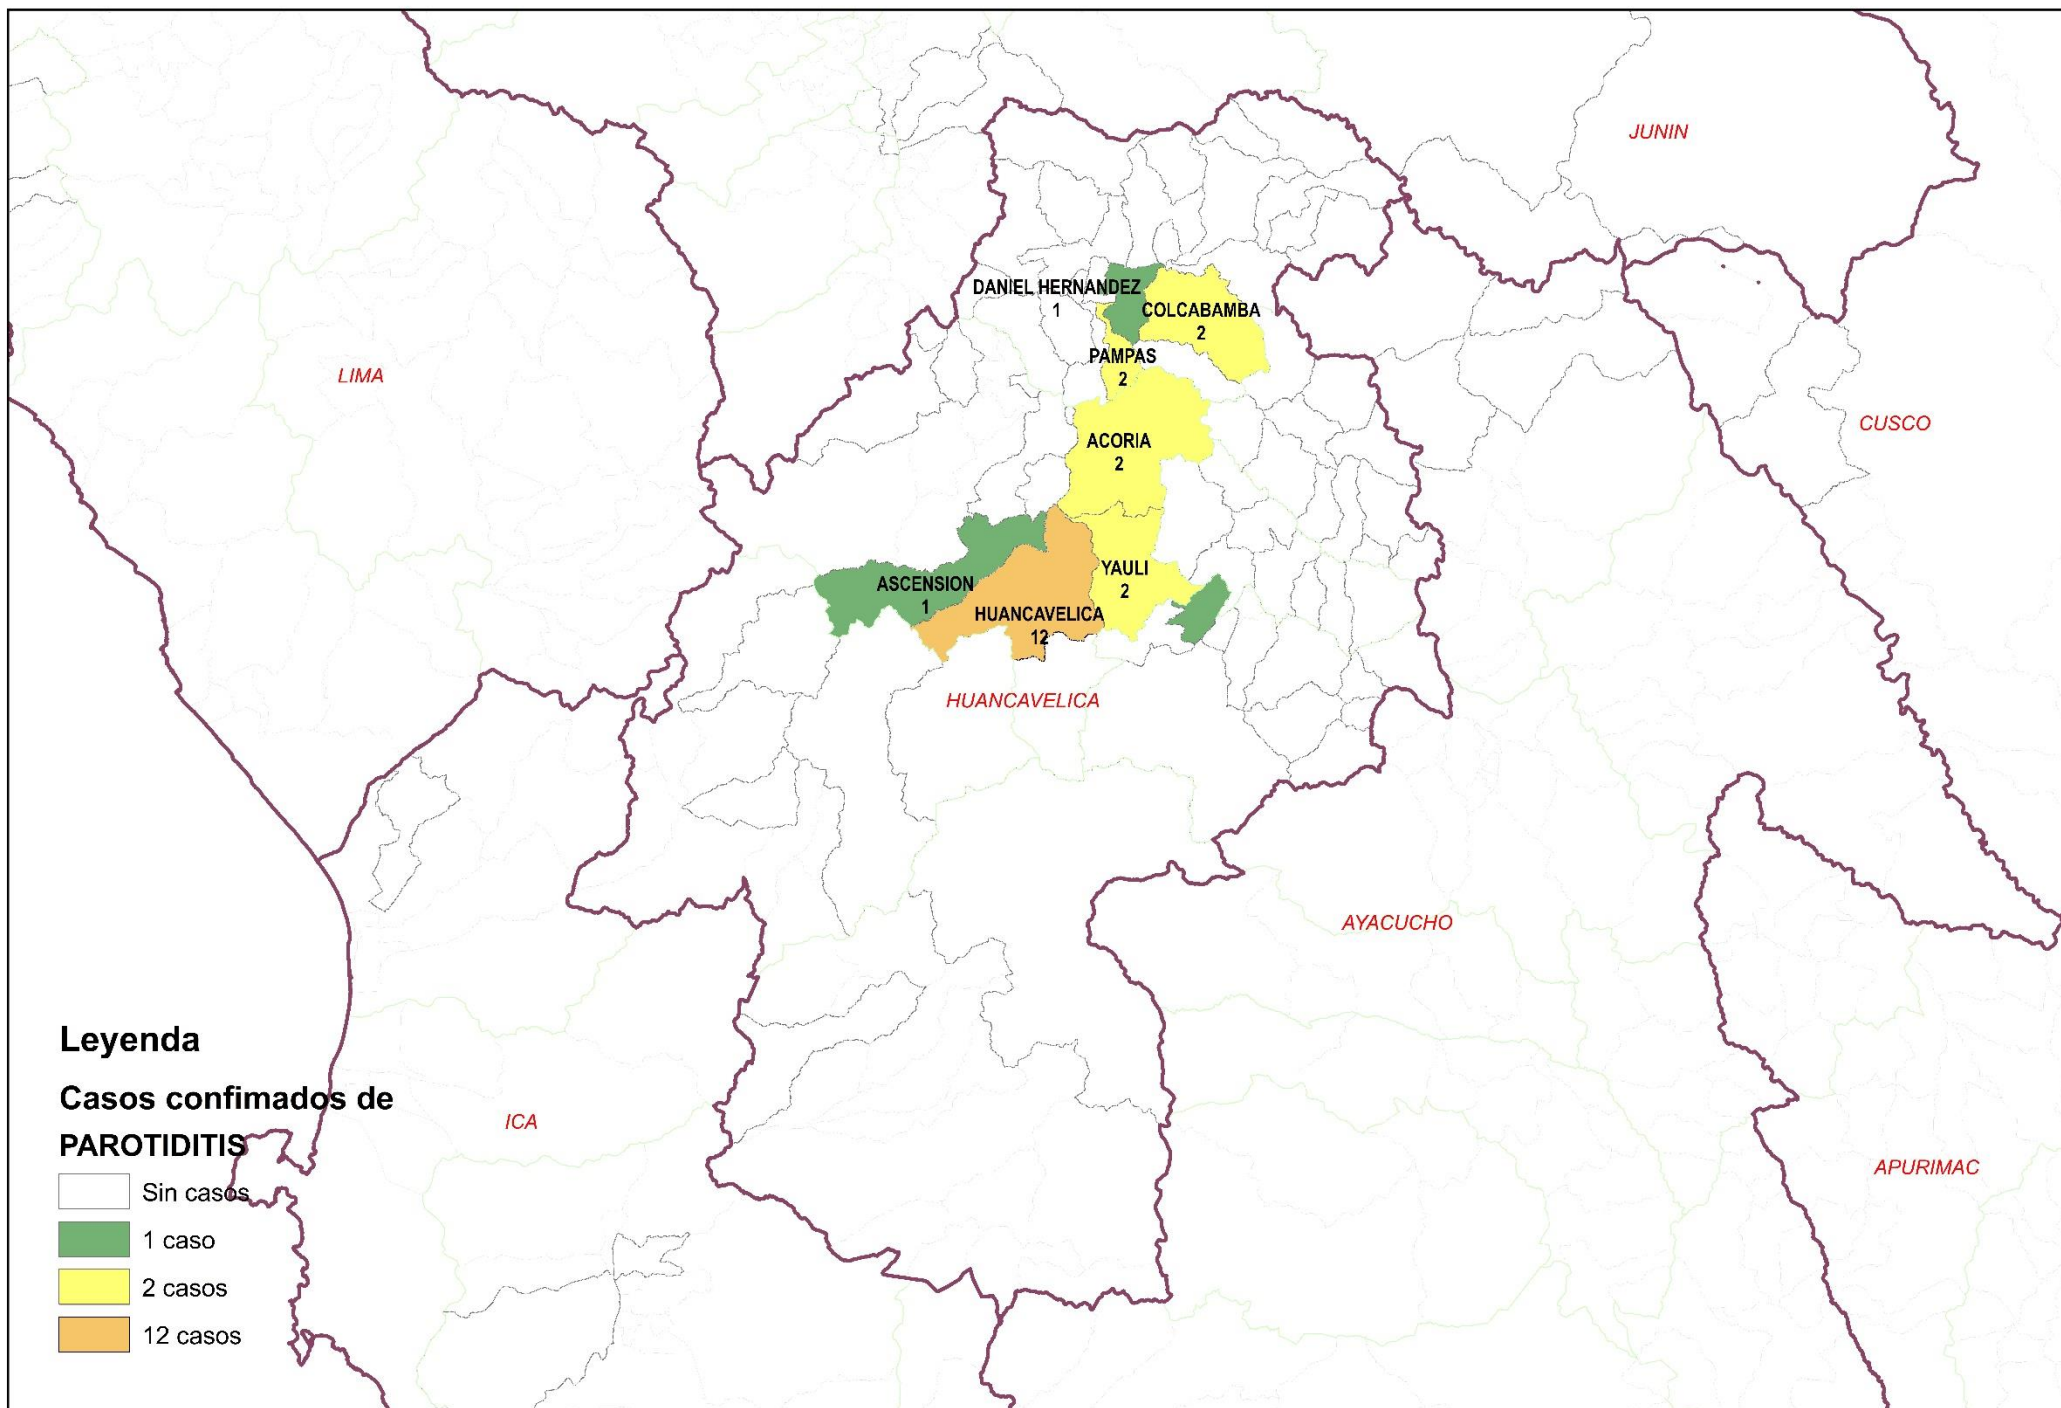 JUNIN
DANIEL HERNANDEZ
1
COLCABAMBA
2
PAMPAS
2
LIMA
CUSCO
ACORIA
2
YAULI
2
ASCENSION
1
HUANCAVELICA
12
HUANCAVELICA
AYACUCHO
ICA
APURIMAC
Leyenda
Casos confimados de
PAROTIDITIS
Sin casos
1 caso
2 casos
12 casos